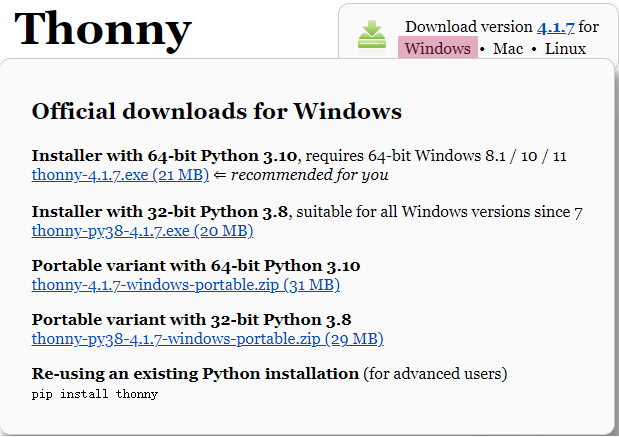 Thonny
Download version 4.1.7 for
Windows • Mac • Linux
Official downloads for Windows
Installer with 64-bit Python 3.10, requires 64-bit Windows 8.1 / 10 / 11
thonny-4.1.7.exe (21 MB) ⇐ recommended for you
Installer with 32-bit Python 3.8, suitable for all Windows versions since 7
thonny-py38-4.1.7.exe (20 MB)
Portable variant with 64-bit Python 3.10
thonny-4.1.7-windows-portable.zip (31 MB)
Portable variant with 32-bit Python 3.8
thonny-py38-4.1.7-windows-portable.zip (29 MB)
Re-using an existing Python installation (for advanced users)
pip install thonny